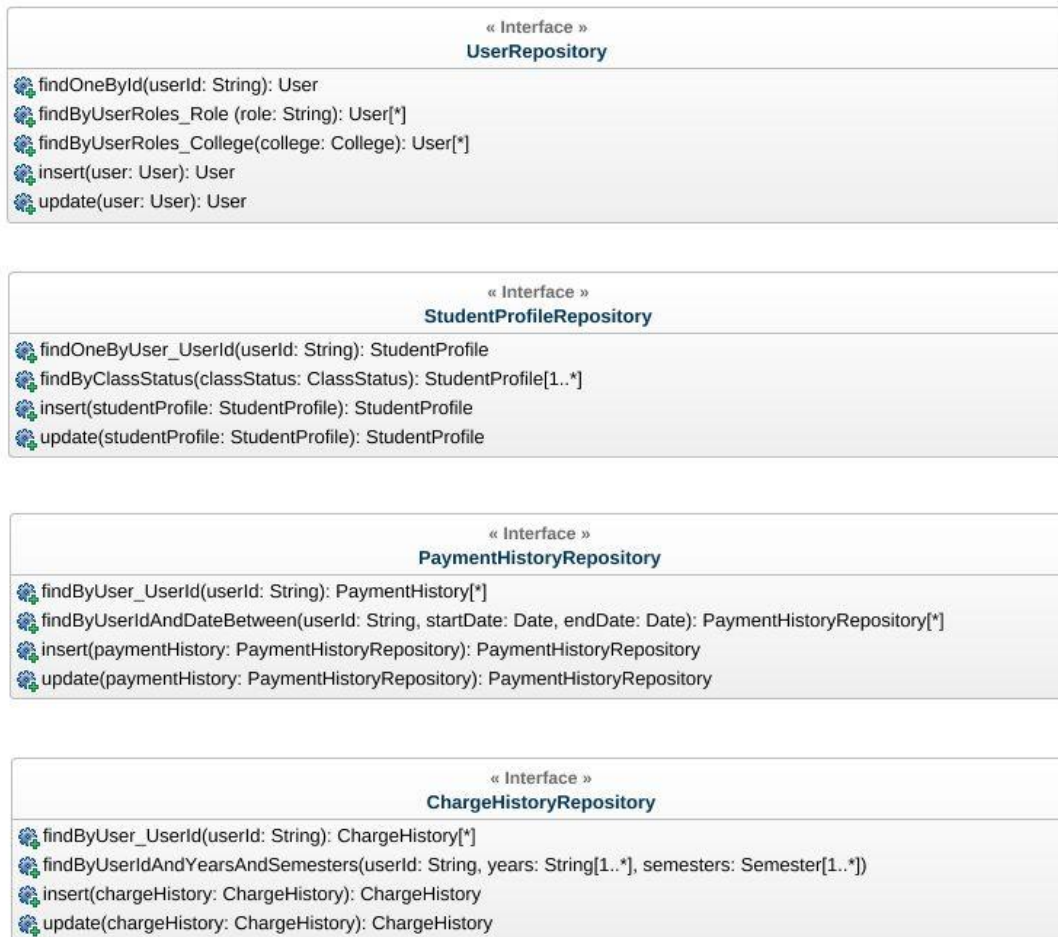 « Interface »
UserRepository
findOneById(userId: String): User
findByUserRoles_Role (role: String): User[*]
findByUserRoles_College(college: College): User[*]
insert(user: User): User
update(user: User): User
« Interface »
StudentProfileRepository
findOneByUser_UserId(userId: String): StudentProfile
findByClassStatus(classStatus: ClassStatus): StudentProfile[1..*]
insert(studentProfile: StudentProfile): StudentProfile
update(studentProfile: StudentProfile): StudentProfile
« Interface »
PaymentHistoryRepository
findByUser_UserId(userId: String): PaymentHistory[*]
findByUserIdAndDateBetween(userId: String, startDate: Date, endDate: Date): PaymentHistoryRepository[*]
insert(paymentHistory: PaymentHistoryRepository): PaymentHistoryRepository
update(paymentHistory: PaymentHistoryRepository): PaymentHistoryRepository
« Interface »
ChargeHistoryRepository
findByUser_UserId(userId: String): ChargeHistory[*]
findByUserIdAndYearsAndSemesters(userId: String, years: String[1..*], semesters: Semester[1..*])
insert(chargeHistory: ChargeHistory): ChargeHistory
update(chargeHistory: ChargeHistory): ChargeHistory